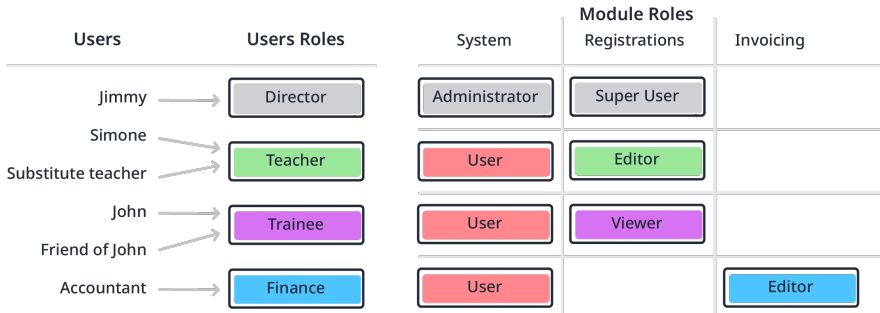 Module Roles
Users Users Roles System Registrations Invoicing
Jimmy Director Administrator Super User
Simone
Teacher User Editor
Substitute teacher
John
Trainee User Viewer
Friend of John
Accountant Finance User Editor